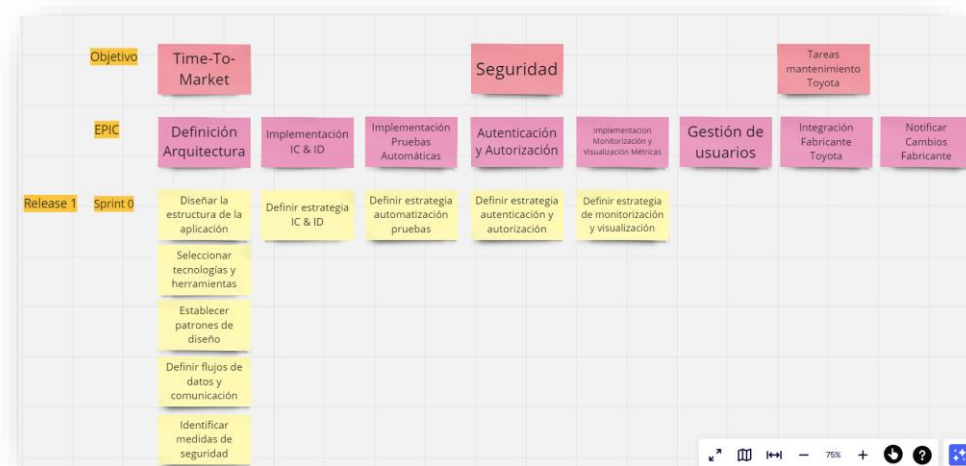 Objetivo
Time-To-
Market
Seguridad
Tareas
mantenimiento
Toyota
EPIC
Definición
Arquitectura
Implementación
IC & ID
Implementación
Pruebas
Automáticas
Autenticación
y Autorización
Implementacion
Monitorización y
Visualización Métricas
Gestión de
usuarios
Integración
Fabricante
Toyota
Notificar
Cambios
Fabricante
Release 1
Sprint 0
Diseñar la
estructura de la
aplicación
Definir estrategia
IC & ID
Definir estrategia
automatización
pruebas
Definir estrategia
autenticación y
autorización
Definir estrategia
de monitorización
y visualización
Seleccionar
tecnologías y
herramientas
Establecer
patrones de
diseño
Definir flujos de
datos y
comunicación
Identificar
medidas de
seguridad
75%